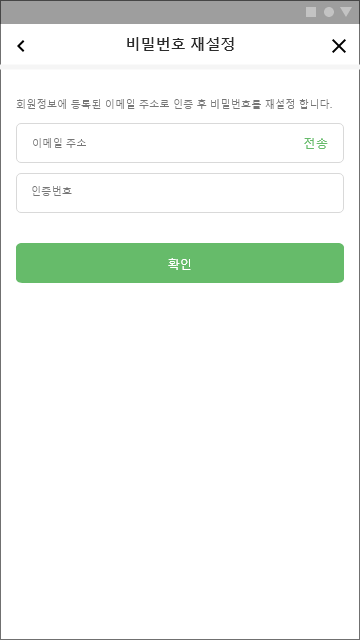 비밀번호 재설정
회원정보에 등록된 이메일 주소로 인증 후 비밀번호를 재설정 합니다.
이메일 주소 전송
인증번호
확인